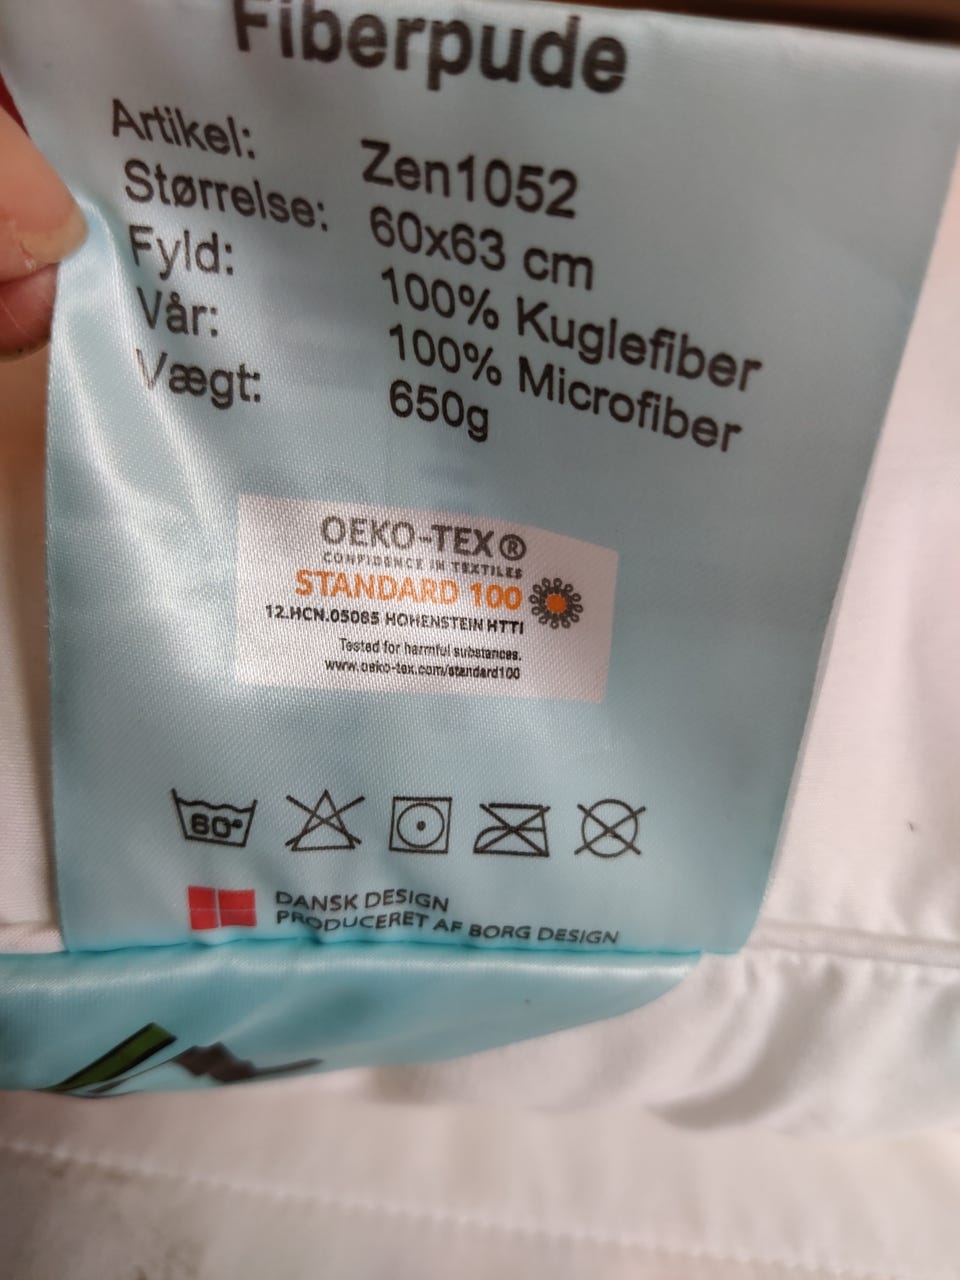 Fiberpude
Artikel: Zen1052
Størrelse: 60x63 cm
Fyld: 100% Kuglefiber
Vår: 100% Microfiber
Vægt: 650g
OEKO-TEX®
CONFIDENCE IN TEXTILES
STANDARD 100
12.HCN.05085 HOHENSTEIN HTTI
Tested for harmful substances.
www.oeko-tex.com/standard100
60°
DANSK DESIGN
PRODUCERET AF BORG DESIGN